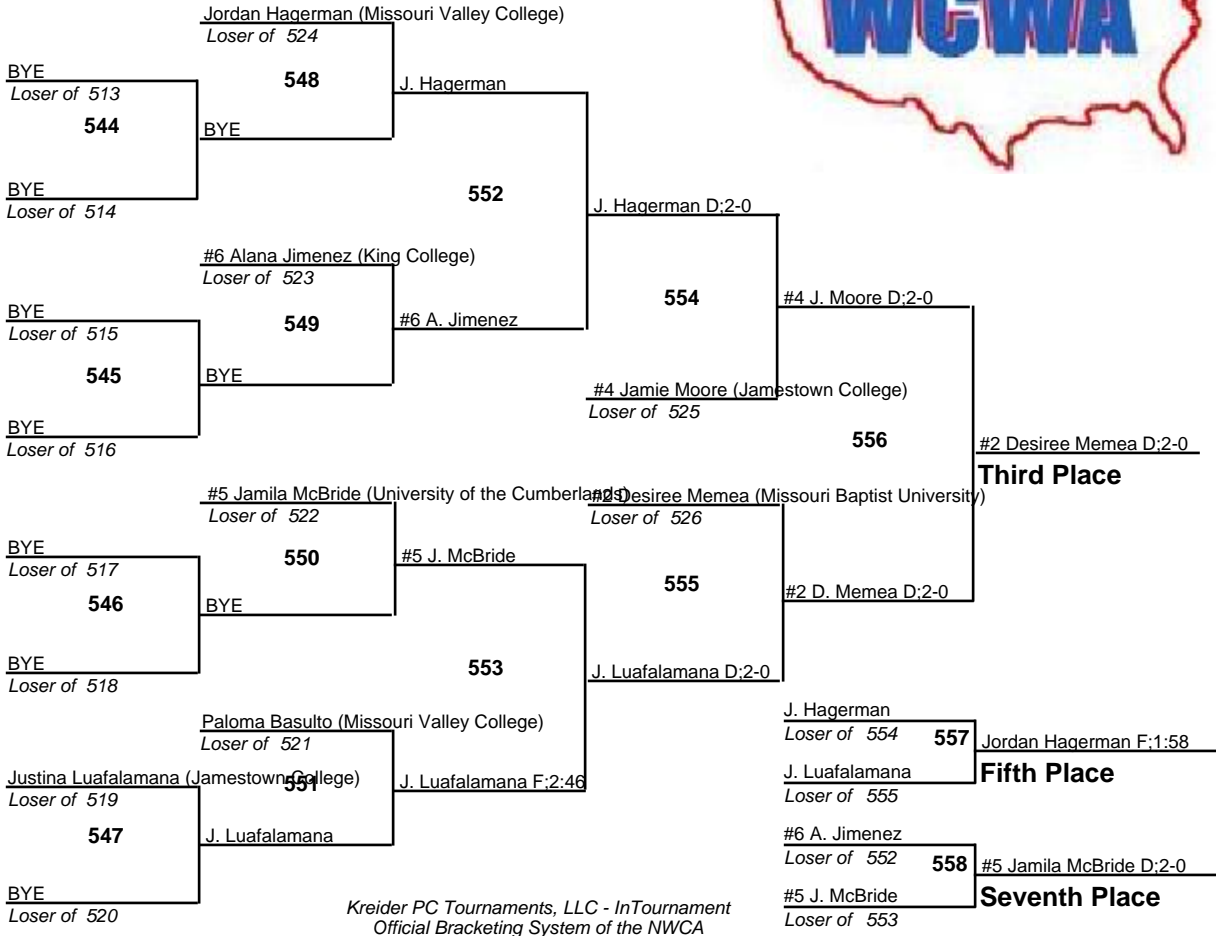 WCWA
Jordan Hagerman (Missouri Valley College)
Loser of 524
BYE
Loser of 513
548
J. Hagerman
544
BYE
BYE
Loser of 514
552
J. Hagerman D;2-0
#6 Alana Jimenez (King College)
Loser of 523
BYE
Loser of 515
549
#6 A. Jimenez
554
#4 J. Moore D;2-0
545
BYE
#4 Jamie Moore (Jamestown College)
Loser of 525
BYE
Loser of 516
556
#2 Desiree Memea D;2-0
Third Place
#5 Jamila McBride (University of the Cumberlands)
Loser of 522
#2 Desiree Memea (Missouri Baptist University)
Loser of 526
BYE
Loser of 517
550
#5 J. McBride
555
#2 D. Memea D;2-0
546
BYE
BYE
Loser of 518
553
J. Luafalamana D;2-0
Paloma Basulto (Missouri Valley College)
Loser of 521
J. Hagerman
Loser of 554
557
Jordan Hagerman F;1:58
Fifth Place
J. Luafalamana
Loser of 555
Justina Luafalamana (Jamestown College)
Loser of 519
551
J. Luafalamana F;2:46
547
J. Luafalamana
#6 A. Jimenez
Loser of 552
558
#5 Jamila McBride D;2-0
Seventh Place
#5 J. McBride
Loser of 553
BYE
Loser of 520
Kreider PC Tournaments, LLC - InTournament
Official Bracketing System of the NWCA